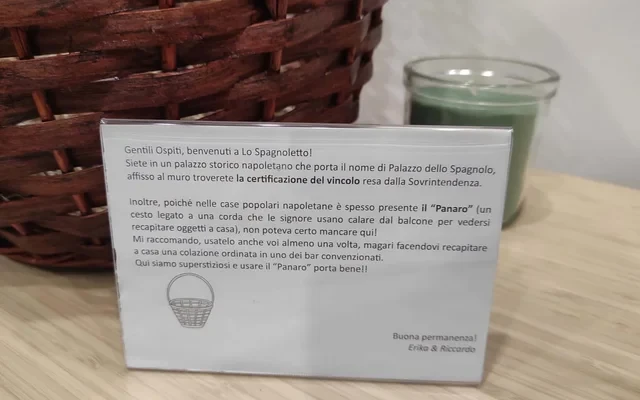 Gentili Ospiti, benvenuti a Lo Spagnoletto!
Siete in un palazzo storico napoletano che porta il nome di Palazzo dello Spagnolo,
affisso al muro troverete la certificazione del vincolo resa dalla Sovrintendenza.
Inoltre, poichè nelle case popolari napoletane è spesso presente il “Panaro” (un
cesto legato a una corda che le signore usano calare dal balcone per vedersi
recapitare oggetti a casa), non poteva certo mancare qui!
Mi raccomando, usatelo anche voi almeno una volta, magari facendovi recapitare
a casa una colazione ordinata in uno dei bar convenzionati.
Qui siamo superstiziosi e usare il “Panaro” porta bene!!
Buona permanenza!
Erika & Riccardo